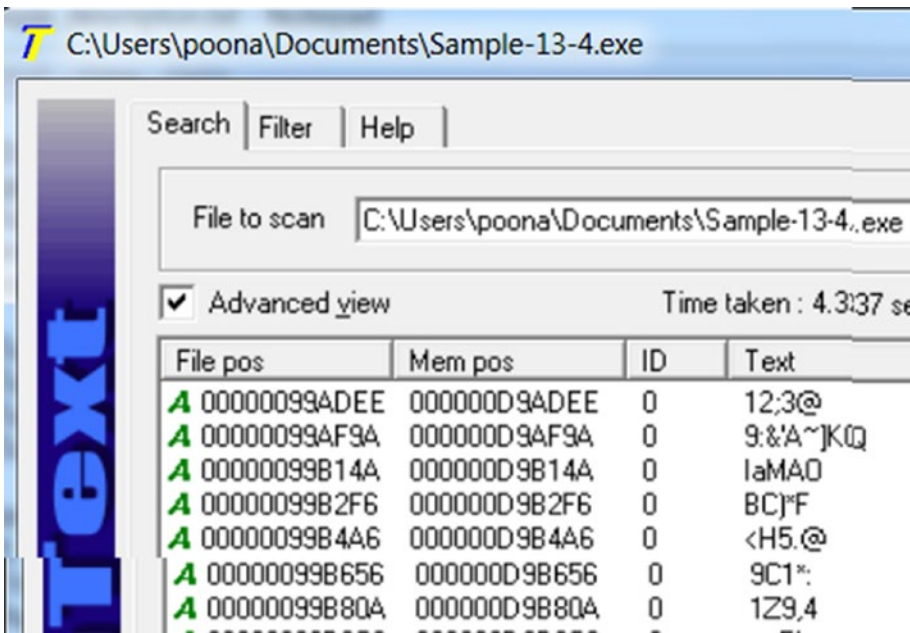 C:\Users\poona\Documents\Sample-13-4.exe
Search Filter Help
File to scan C:\Users\poona\Documents\Sample-13-4.exe
Advanced view Time taken : 4.337 se
File pos Mem pos ID Text
A 00000099ADEE 000000D9ADEE 0 12;3@
A 00000099AF9A 000000D9AF9A 0 9:&'A~]K(Q
A 00000099B14A 000000D9B14A 0 IaMAO
A 00000099B2F6 000000D9B2F6 0 BC)*F
A 00000099B4A6 000000D9B4A6 0 <H5.@
A 00000099B656 000000D9B656 0 9C1*:
A 00000099B80A 000000D9B80A 0 1Z9,4
Text